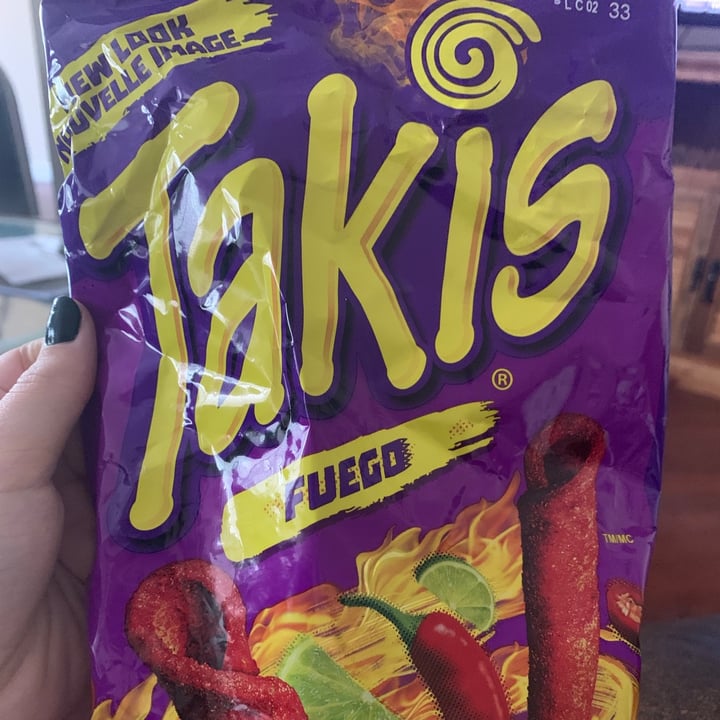 LC02 33
NEW LOOK
NOUVELLE IMAGE
Takis
®
FUEGO
TM/MC